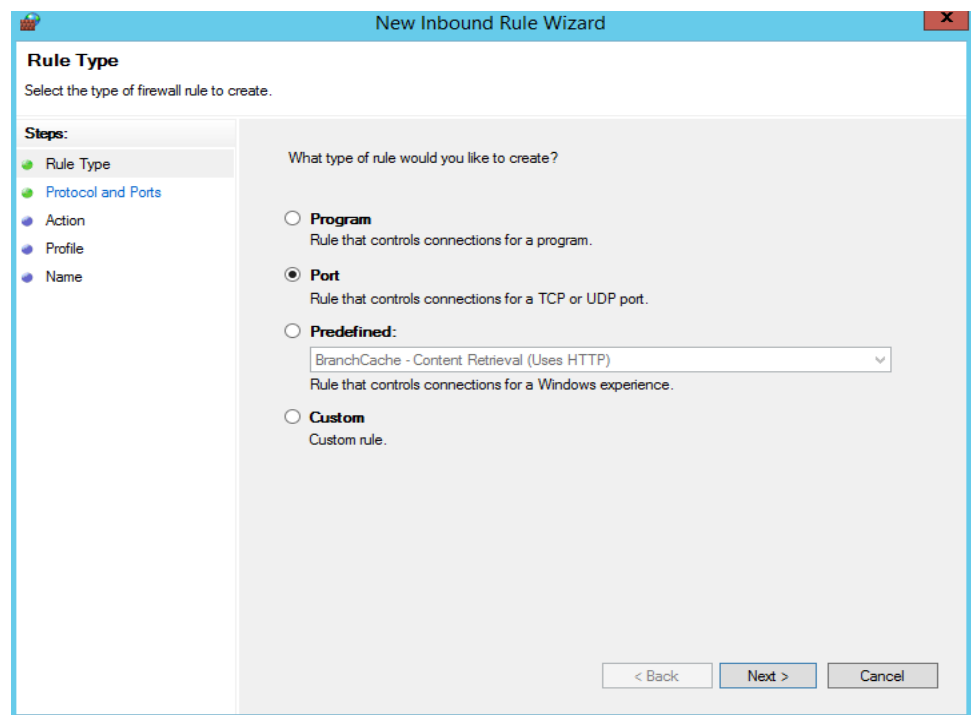 New Inbound Rule Wizard
x
Rule Type
Select the type of firewall rule to create.
Steps:
Rule Type
Protocol and Ports
Action
Profile
Name
What type of rule would you like to create?
Program
Rule that controls connections for a program.
Port
Rule that controls connections for a TCP or UDP port.
Predefined:
BranchCache - Content Retrieval (Uses HTTP)
Rule that controls connections for a Windows experience.
Custom
Custom rule.
< Back Next > Cancel